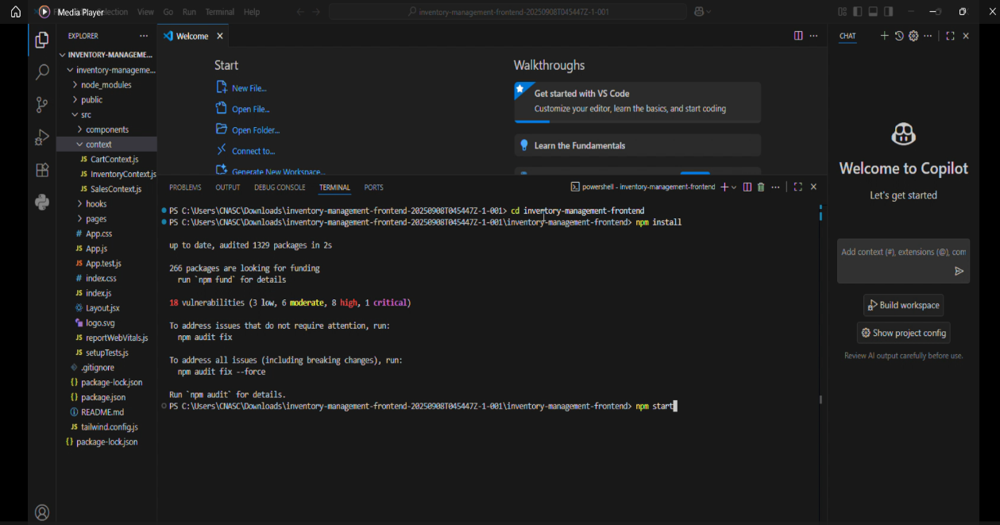 Media Player
Selection View Go Run Terminal Help
inventory-management-frontend-20250908T045447Z-1-001
EXPLORER
INVENTORY-MANAGEME...
inventory-manageme...
node_modules
public
src
components
context
JS CartContext.js
JS InventoryContext.js
JS SalesContext.js
hooks
pages
# App.css
JS App.js
JS App.test.js
# index.css
JS index.js
Layout.jsx
logo.svg
JS reportWebVitals.js
JS setupTests.js
.gitignore
{} package-lock.json
{} package.json
README.md
JS tailwind.config.js
{} package-lock.json
Welcome
Start
New File...
Open File...
Open Folder...
Connect to...
Generate New Workspace...
Walkthroughs
Get started with VS Code
Customize your editor, learn the basics, and start coding
Learn the Fundamentals
PROBLEMS OUTPUT DEBUG CONSOLE TERMINAL PORTS
powershell - inventory-management-frontend
PS C:\Users\CNASC\Downloads\inventory-management-frontend-20250908T045447Z-1-001> cd inventory-management-frontend
PS C:\Users\CNASC\Downloads\inventory-management-frontend-20250908T045447Z-1-001\inventory-management-frontend> npm install
up to date, audited 1329 packages in 2s
266 packages are looking for funding
run `npm fund` for details
18 vulnerabilities (3 low, 6 moderate, 8 high, 1 critical)
To address issues that do not require attention, run:
npm audit fix
To address all issues (including breaking changes), run:
npm audit fix --force
Run `npm audit` for details.
PS C:\Users\CNASC\Downloads\inventory-management-frontend-20250908T045447Z-1-001\inventory-management-frontend> npm start
CHAT
Welcome to Copilot
Let's get started
Add context (#), extensions (@), com
Build workspace
Show project config
Review AI output carefully before use.